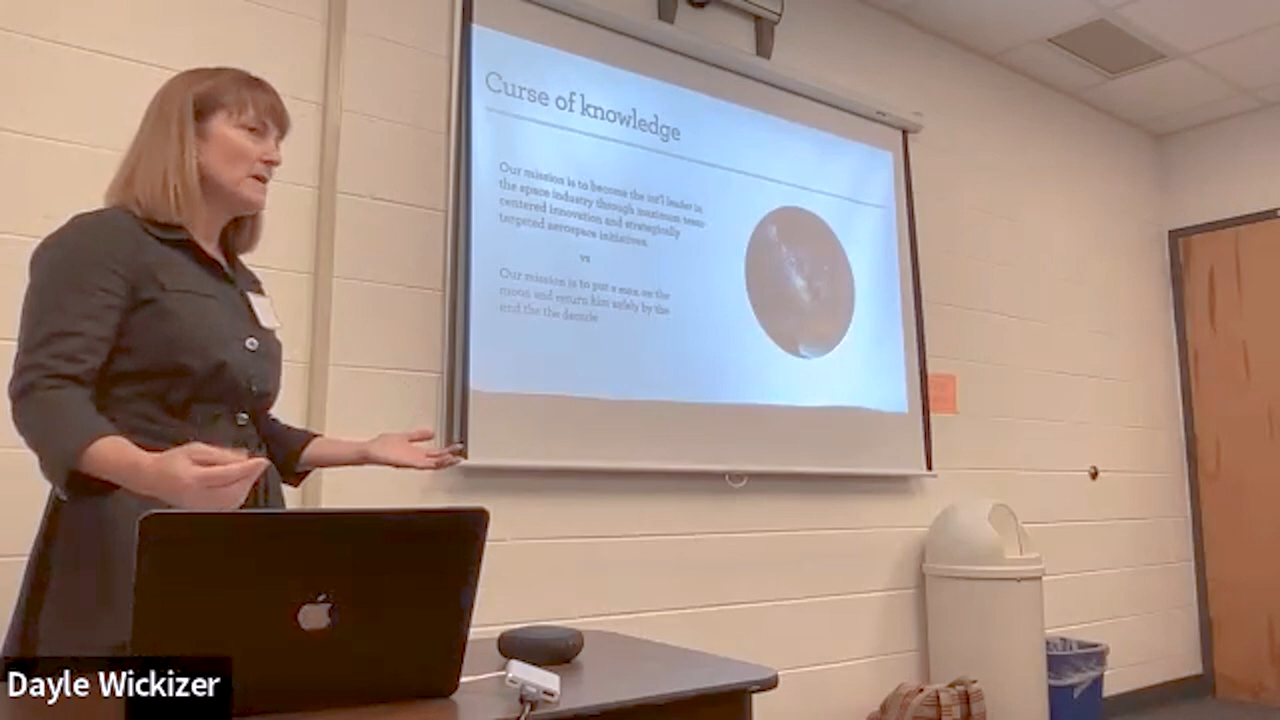 Curse of knowledge
Our mission is to become the int'l leader in
the space industry through maximum team-
centered innovation and strategically
targeted aerospace initiatives.
vs
Our mission is to put a man on the
moon and return him safely by the
end the the decade
Dayle Wickizer